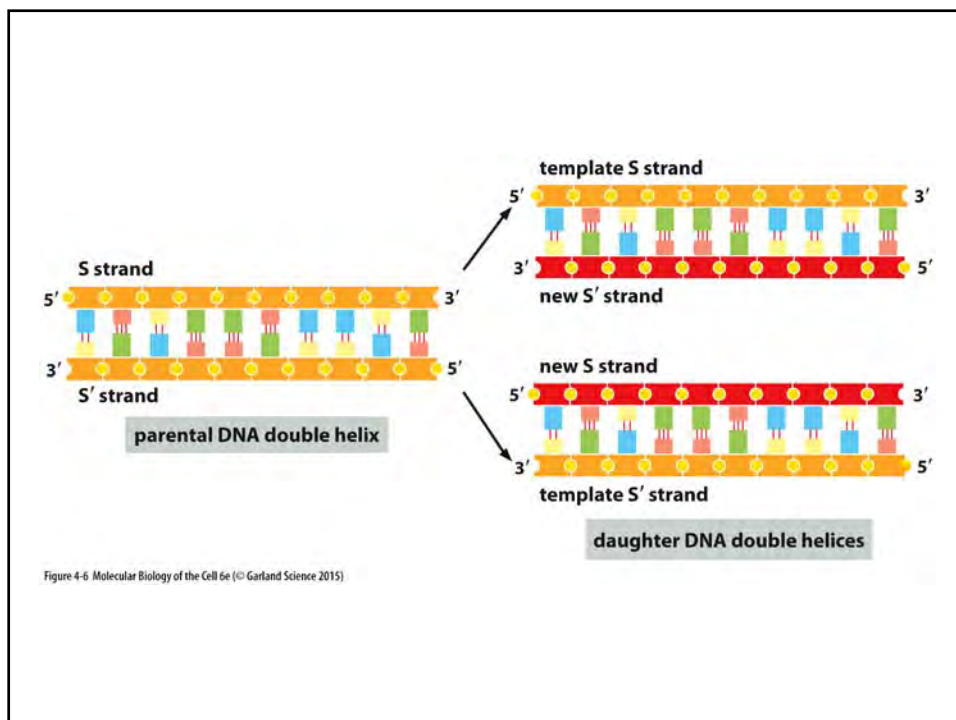 S strand
5′
3′
3′
5′
S′ strand
parental DNA double helix
template S strand
5′
3′
3′
5′
new S′ strand
new S strand
5′
3′
3′
5′
template S′ strand
daughter DNA double helices
Figure 4-6 Molecular Biology of the Cell 6e (© Garland Science 2015)